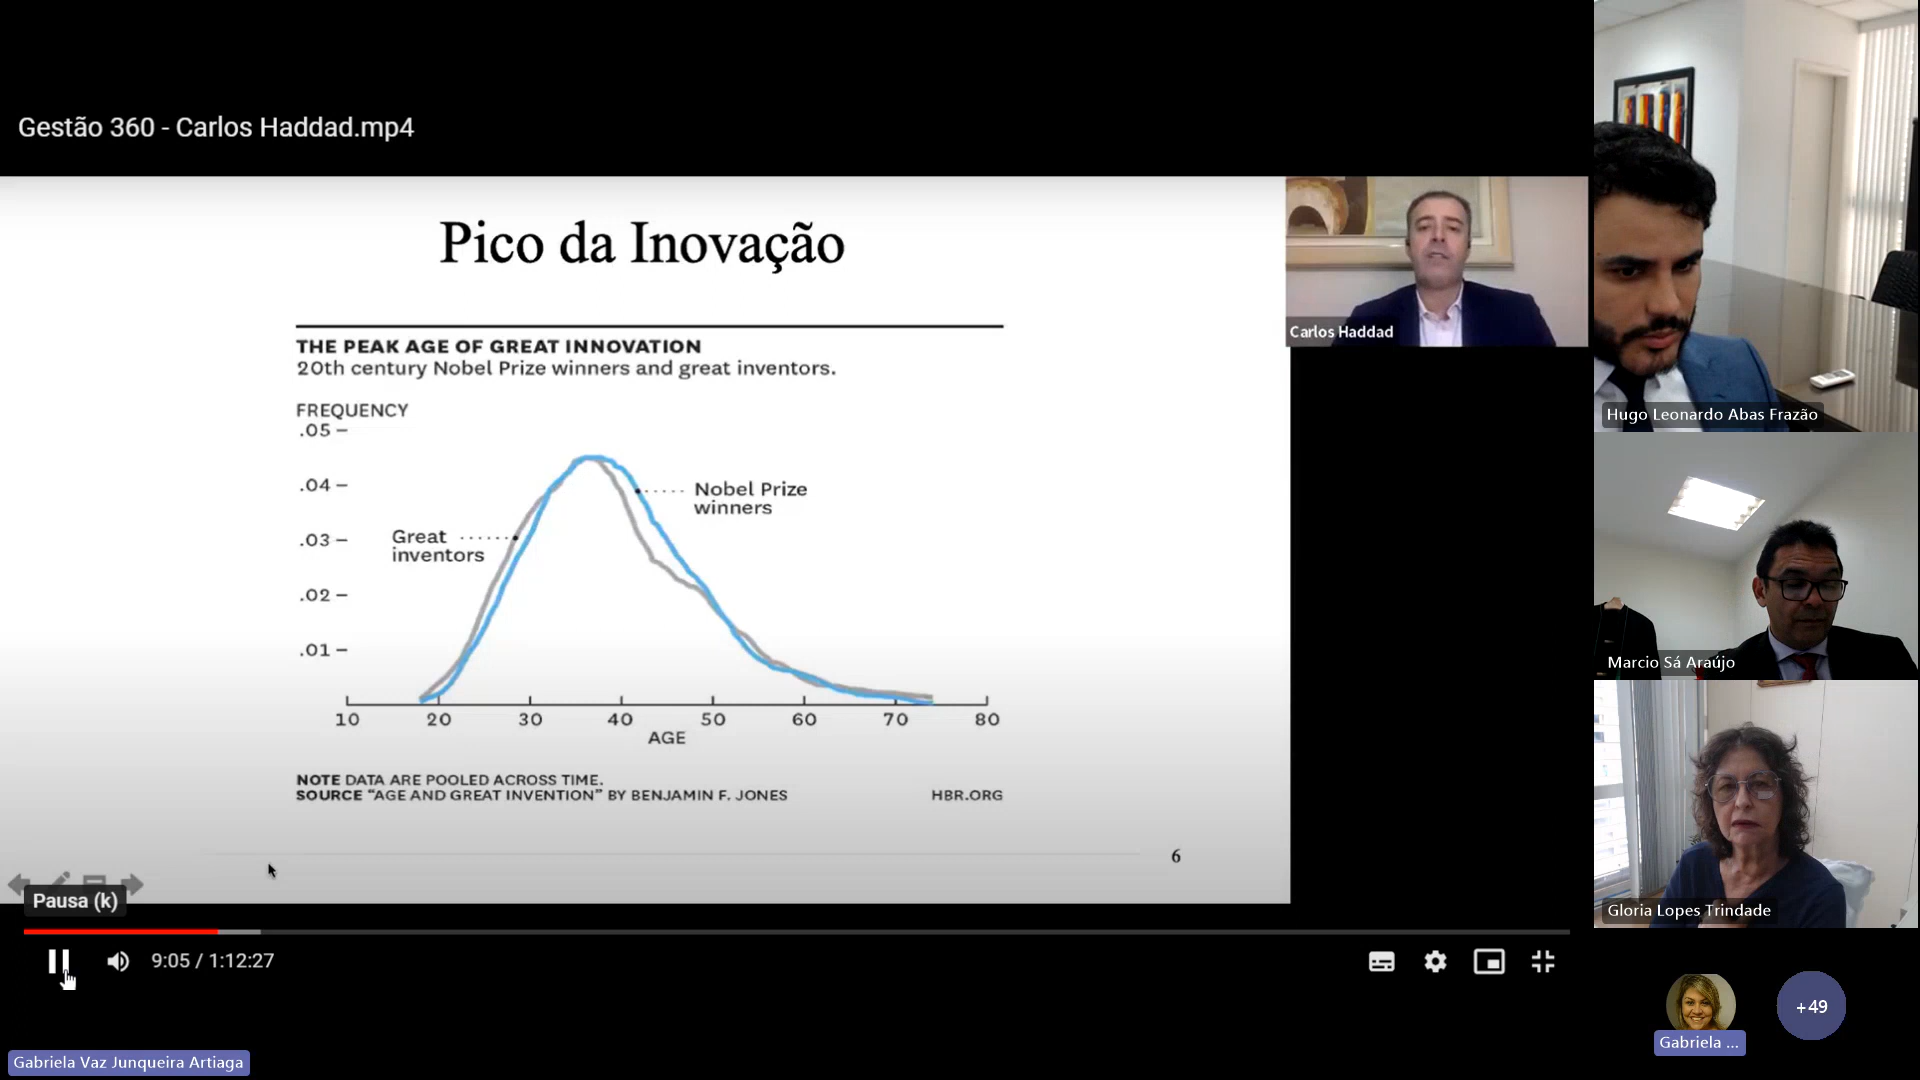 Gestão 360 - Carlos Haddad.mp4
Pico da Inovação
THE PEAK AGE OF GREAT INNOVATION
20th century Nobel Prize winners and great inventors.
FREQUENCY
.05
.04
.03
.02
.01
Nobel Prize
winners
Great
inventors
10 20 30 40 50 60 70 80
AGE
NOTE DATA ARE POOLED ACROSS TIME.
SOURCE “AGE AND GREAT INVENTION” BY BENJAMIN F. JONES HBR.ORG
6
Carlos Haddad
Pausa (k)
9:05 / 1:12:27
Gabriela Vaz Junqueira Artiaga
Hugo Leonardo Abas Frazão
Marcio Sá Araújo
Gloria Lopes Trindade
Gabriela ...
+49